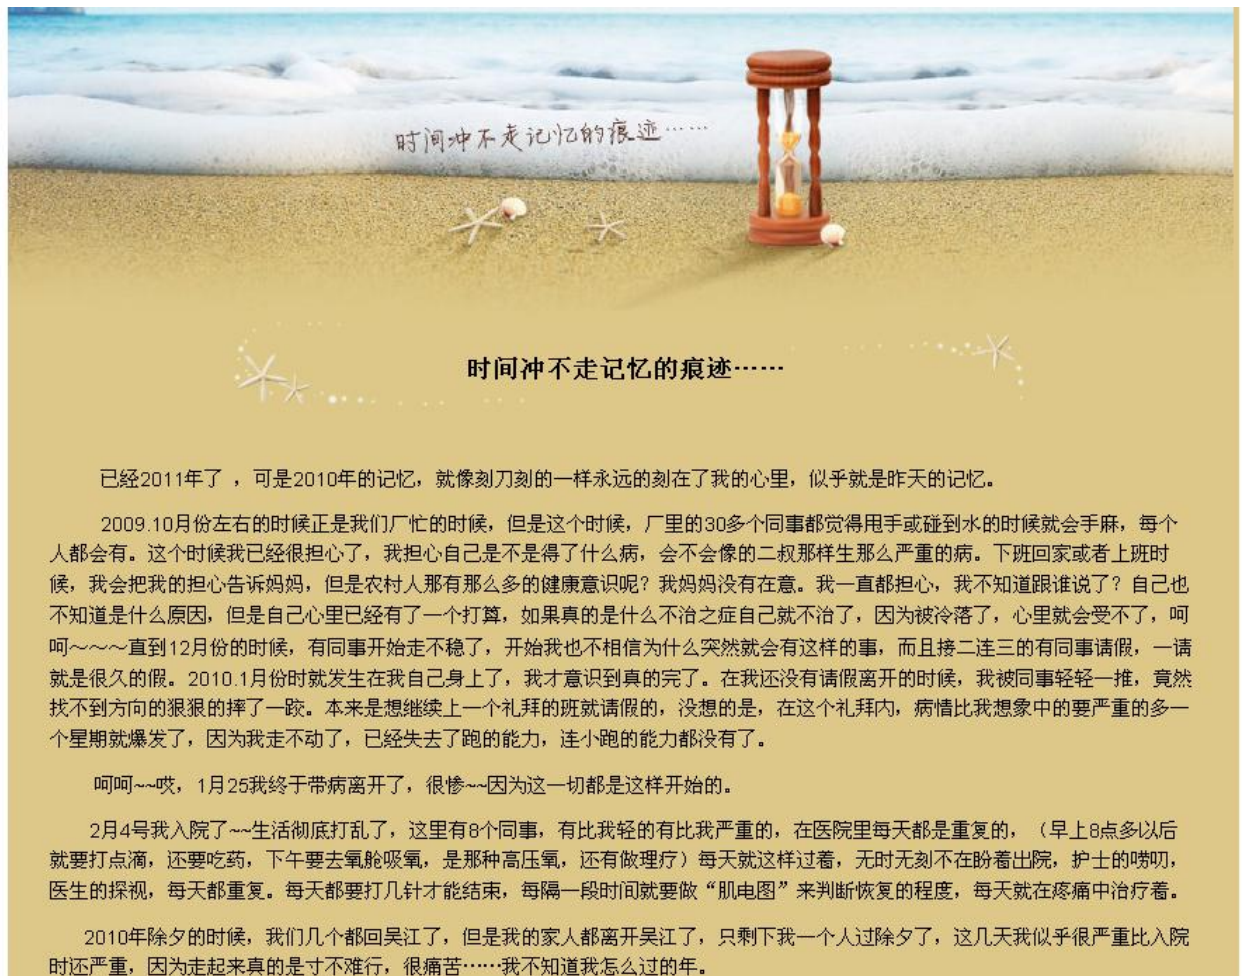 时间冲不走记忆的痕迹……
时间冲不走记忆的痕迹……
已经2011年了 ，可是2010年的记忆，就像刻刀刻的一样永远的刻在了我的心里，似乎就是昨天的记忆。
2009.10月份左右的时候正是我们厂忙的时候，但是这个时候，厂里的30多个同事都觉得甩手或碰到水的时候就会手麻，每个
人都会有。这个时候我已经很担心了，我担心自己是不是得了什么病，会不会像的二叔那样生那么严重的病。下班回家或者上班时
候，我会把我的担心告诉妈妈，但是农村人那有那么多的健康意识呢？我妈妈没有在意。我一直都担心，我不知道跟谁说了？自己也
不知道是什么原因，但是自己心里已经有了一个打算，如果真的是什么不治之症自己就不治了，因为被冷落了，心里就会受不了，呵
呵～～～直到12月份的时候，有同事开始走不稳了，开始我也不相信为什么突然就会有这样的事，而且接二连三的有同事请假，一请
就是很久的假。2010.1月份时就发生在我自己身上了，我才意识到真的完了。在我还没有请假离开的时候，我被同事轻轻一推，竟然
找不到方向的狠狠的摔了一跤。本来是想继续上一个礼拜的班就请假的，没想的是，在这个礼拜内，病情比我想象中的要严重的多一
个星期就爆发了，因为我走不动了，已经失去了跑的能力，连小跑的能力都没有了。
呵呵~~哎，1月25我终于带病离开了，很惨~~因为这一切都是这样开始的。
2月4号我入院了~~生活彻底打乱了，这里有8个同事，有比我轻的有比我严重的，在医院里每天都是重复的，（早上8点多以后
就要打点滴，还要吃药，下午要去氧舱吸氧，是那种高压氧，还有做理疗）每天就这样过着，无时无刻不在盼着出院，护士的唠叨，
医生的探视，每天都重复。每天都要打几针才能结束，每隔一段时间就要做“肌电图”来判断恢复的程度，每天就在疼痛中治疗着。
2010年除夕的时候，我们几个都回吴江了，但是我的家人都离开吴江了，只剩下我一个人过除夕了，这几天我似乎很严重比入院
时还严重，因为走起来真的是寸不难行，很痛苦……我不知道我怎么过的年。